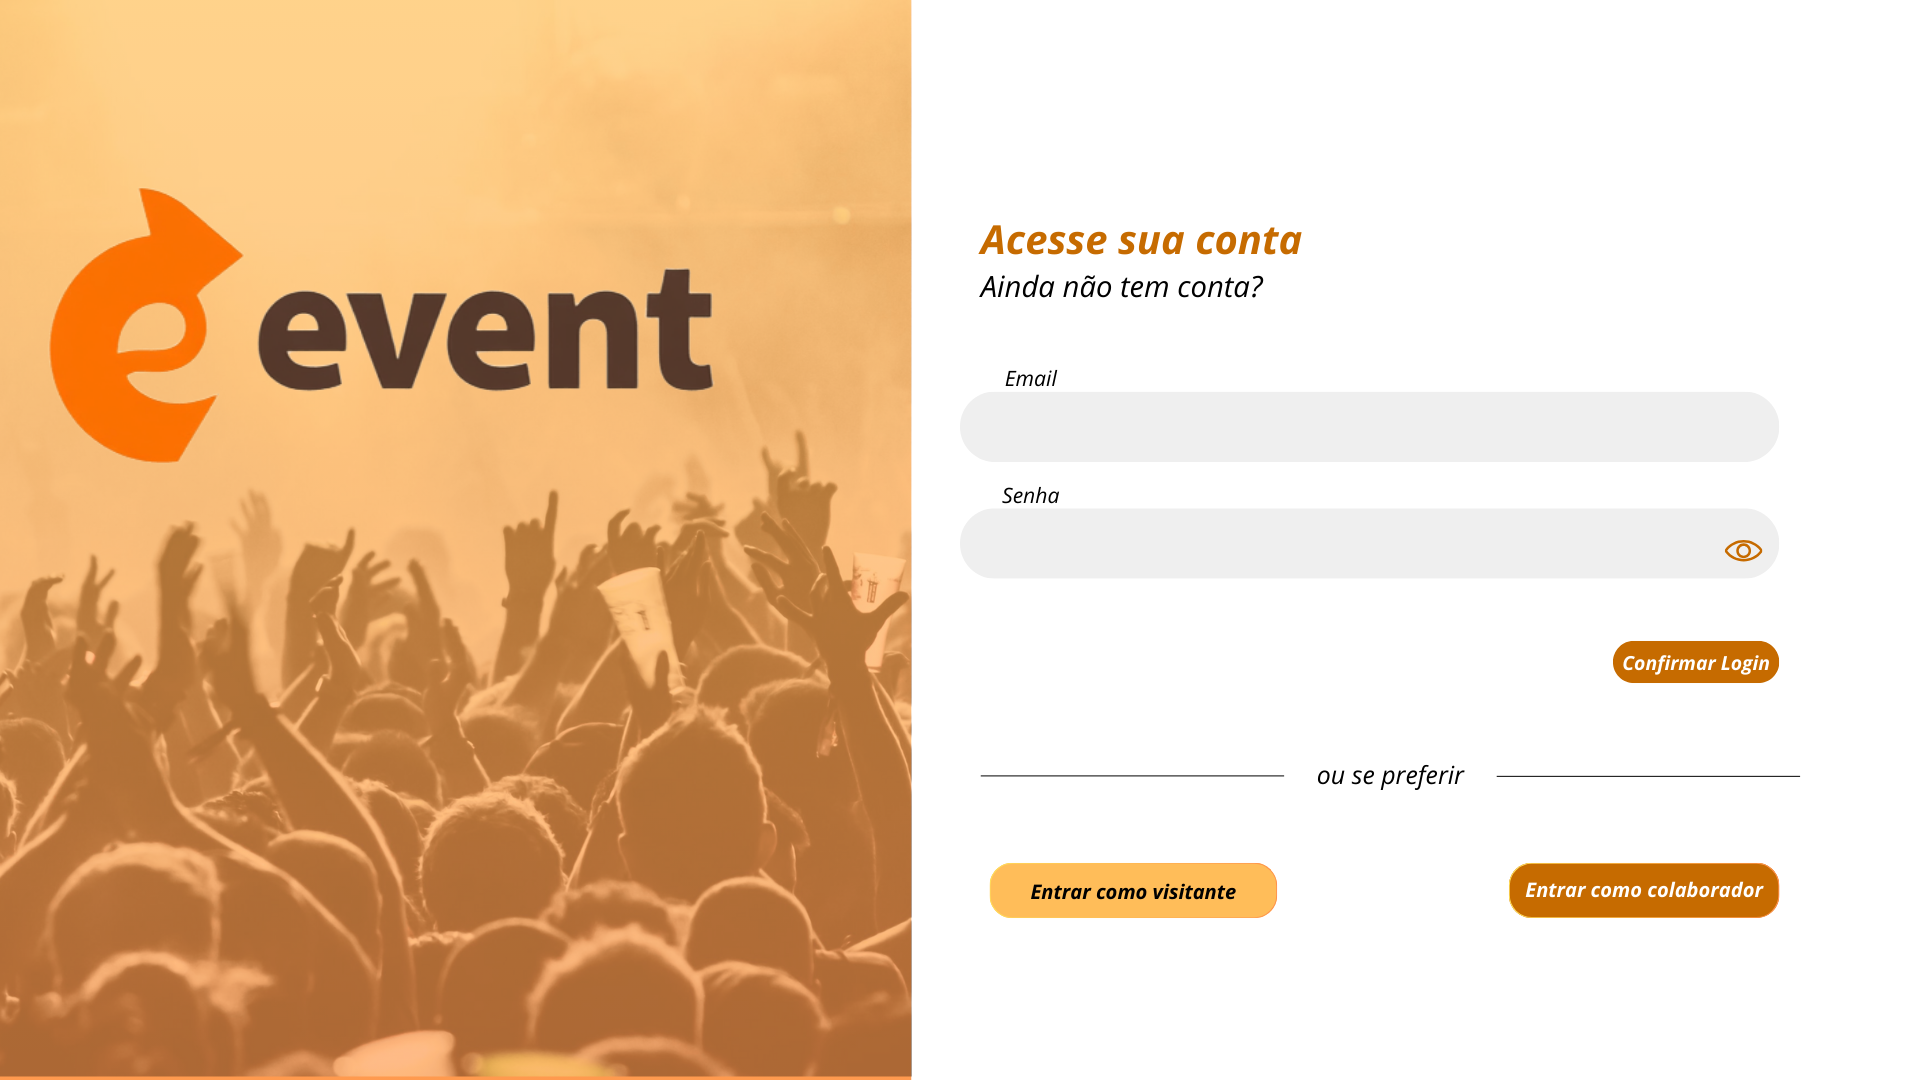 event
Acesse sua conta
Ainda não tem conta?
Email
Senha
Confirmar Login
ou se preferir
Entrar como visitante
Entrar como colaborador